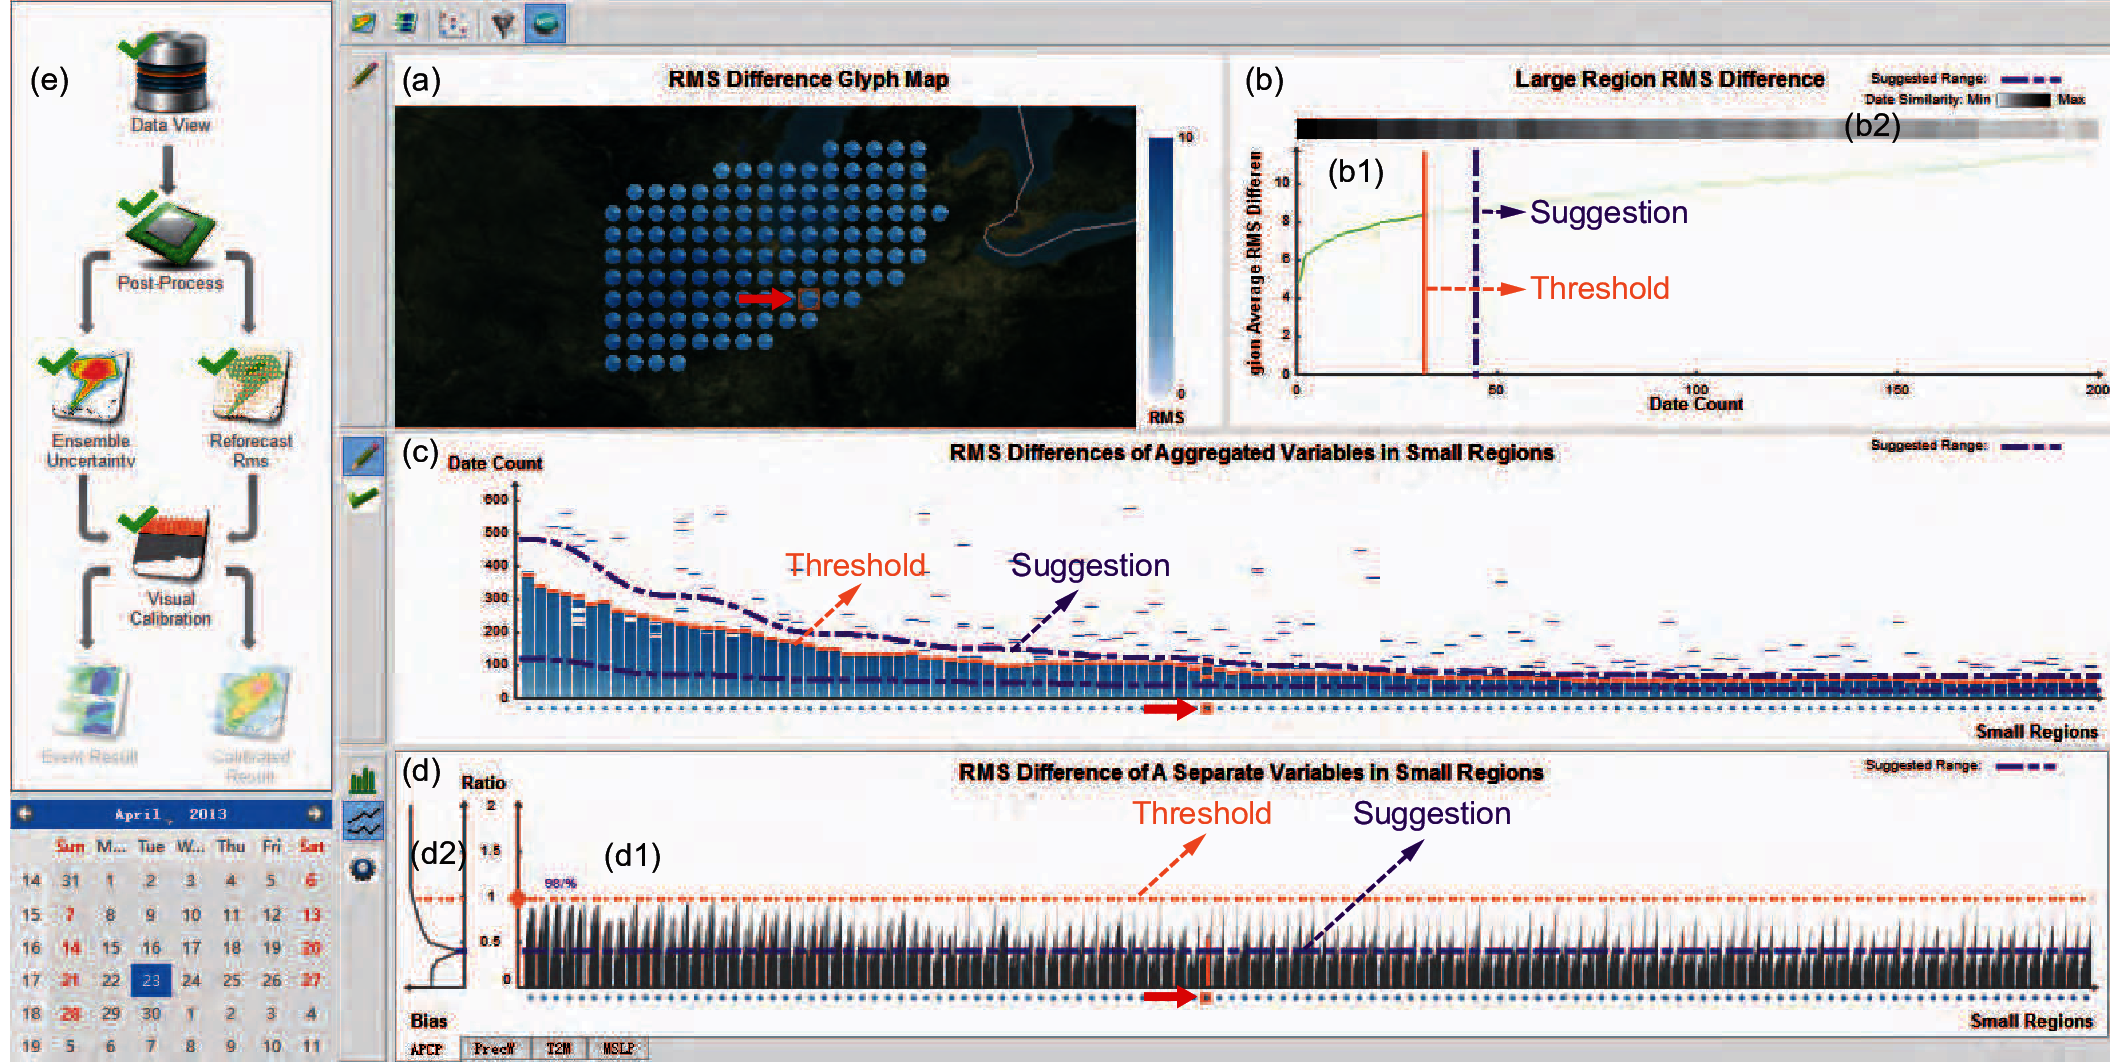 (e)
Data View
Post-Process
Ensemble
Uncertainty
Reforecast
Rms
Visual
Calibration
Event Result
Calibrated
Result
April, 2013
Sun M... Tue W... Thu Fri Sat
14 31 1 2 3 4 5 6
15 7 8 9 10 11 12 13
16 14 15 16 17 18 19 20
17 21 22 23 24 25 26 27
18 28 29 30 1 2 3 4
19 5 6 7 8 9 10 11
(a)
RMS Difference Glyph Map
10
0
RMS
(b)
Large Region RMS Difference
Suggested Range:
Date Similarity: Min Max
(b2)
(b1)
gion Average RMS Differen
10
8
6
4
2
0
Suggestion
Threshold
0 50 100 150 200
Date Count
(c)
Date Count
RMS Differences of Aggregated Variables in Small Regions
Suggested Range:
600
500
400
300
200
100
0
Threshold
Suggestion
Small Regions
(d)
Ratio
RMS Difference of A Separate Variables in Small Regions
Suggested Range:
2
1.5
1
0.5
0
(d2)
(d1)
98/%
Threshold
Suggestion
Bias
Small Regions
APCP PrecW T2M MSLP